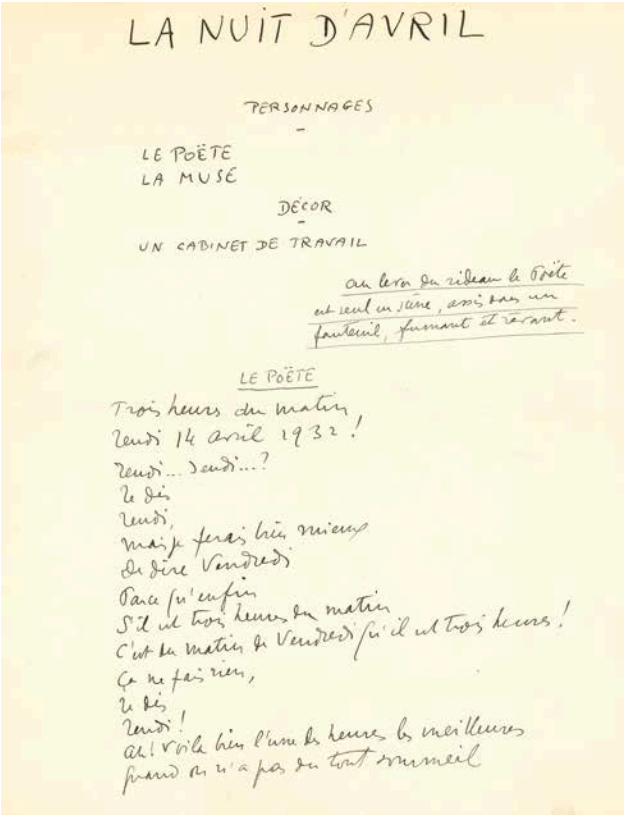 LA NUIT D'AVRIL
PERSONNAGES
-
LE POËTE
LA MUSE
DÉCOR
-
UN CABINET DE TRAVAIL
au lever du rideau le Poëte
est seul en scène, assis dans un
fauteuil, fumant et rêvant.
LE POËTE
Trois heures du matin,
Jeudi 14 avril 1932 !
Jeudi... Jeudi...?
Je dis
Jeudi,
mais je ferais bien mieux
de dire Vendredi
Parce qu'enfin
S'il est trois heures du matin
C'est du matin de Vendredi qu'il est trois heures !
Ça ne fait rien,
Je dis
Jeudi !
Ah ! Voilà bien l'une des heures les meilleures
quand on n'a pas du tout sommeil